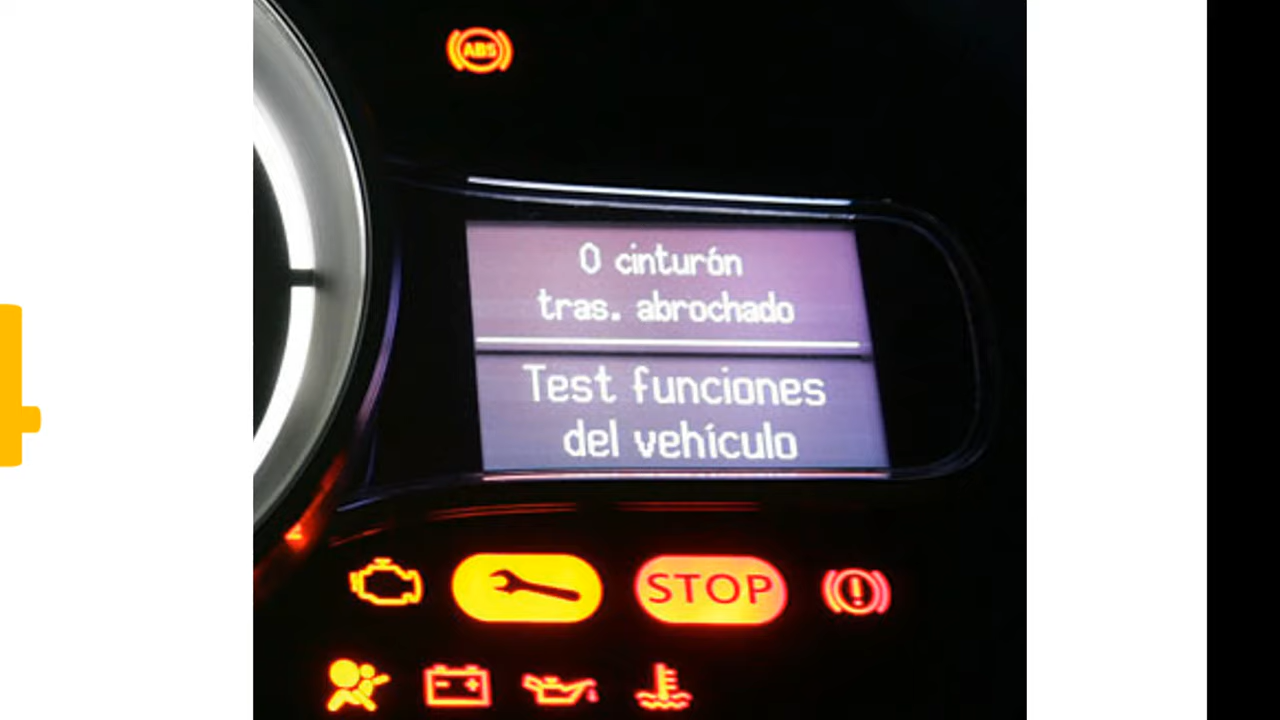 ABS
0 cinturón
tras. abrochado
Test funciones
del vehículo
STOP